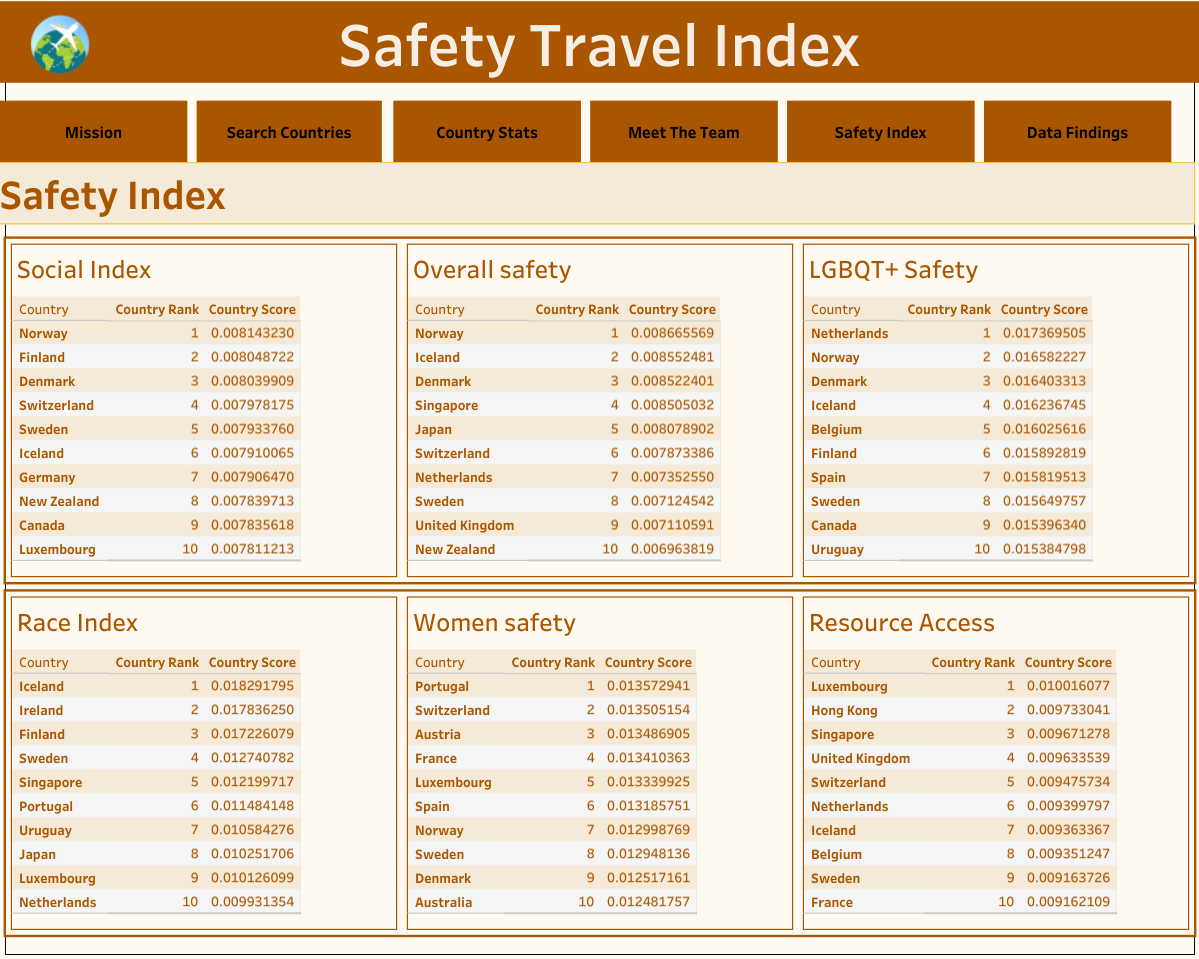 Safety Travel Index
Mission Search Countries Country Stats Meet The Team Safety Index Data Findings
Safety Index
Social Index
Country Country Rank Country Score
Norway 1 0.008143230
Finland 2 0.008048722
Denmark 3 0.008039909
Switzerland 4 0.007978175
Sweden 5 0.007933760
Iceland 6 0.007910065
Germany 7 0.007906470
New Zealand 8 0.007839713
Canada 9 0.007835618
Luxembourg 10 0.007811213
Overall safety
Country Country Rank Country Score
Norway 1 0.008665569
Iceland 2 0.008552481
Denmark 3 0.008522401
Singapore 4 0.008505032
Japan 5 0.008078902
Switzerland 6 0.007873386
Netherlands 7 0.007352550
Sweden 8 0.007124542
United Kingdom 9 0.007110591
New Zealand 10 0.006963819
LGBQT+ Safety
Country Country Rank Country Score
Netherlands 1 0.017369505
Norway 2 0.016582227
Denmark 3 0.016403313
Iceland 4 0.016236745
Belgium 5 0.016025616
Finland 6 0.015892819
Spain 7 0.015819513
Sweden 8 0.015649757
Canada 9 0.015396340
Uruguay 10 0.015384798
Race Index
Country Country Rank Country Score
Iceland 1 0.018291795
Ireland 2 0.017836250
Finland 3 0.017226079
Sweden 4 0.012740782
Singapore 5 0.012199717
Portugal 6 0.011484148
Uruguay 7 0.010584276
Japan 8 0.010251706
Luxembourg 9 0.010126099
Netherlands 10 0.009931354
Women safety
Country Country Rank Country Score
Portugal 1 0.013572941
Switzerland 2 0.013505154
Austria 3 0.013486905
France 4 0.013410363
Luxembourg 5 0.013339925
Spain 6 0.013185751
Norway 7 0.012998769
Sweden 8 0.012948136
Denmark 9 0.012517161
Australia 10 0.012481757
Resource Access
Country Country Rank Country Score
Luxembourg 1 0.010016077
Hong Kong 2 0.009733041
Singapore 3 0.009671278
United Kingdom 4 0.009633539
Switzerland 5 0.009475734
Netherlands 6 0.009399797
Iceland 7 0.009363367
Belgium 8 0.009351247
Sweden 9 0.009163726
France 10 0.009162109